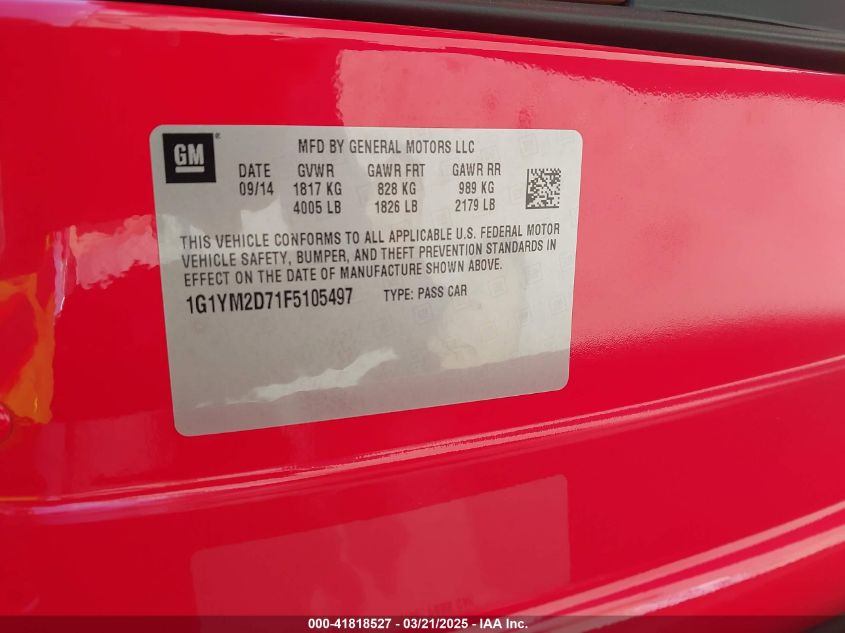 GM
MFD BY GENERAL MOTORS LLC
DATE GVWR GAWR FRT GAWR RR
09/14 1817 KG 828 KG 989 KG
4005 LB 1826 LB 2179 LB
THIS VEHICLE CONFORMS TO ALL APPLICABLE U.S. FEDERAL MOTOR
VEHICLE SAFETY, BUMPER, AND THEFT PREVENTION STANDARDS IN
EFFECT ON THE DATE OF MANUFACTURE SHOWN ABOVE.
1G1YM2D71F5105497 TYPE: PASS CAR
000-41818527 - 03/21/2025 - IAA Inc.